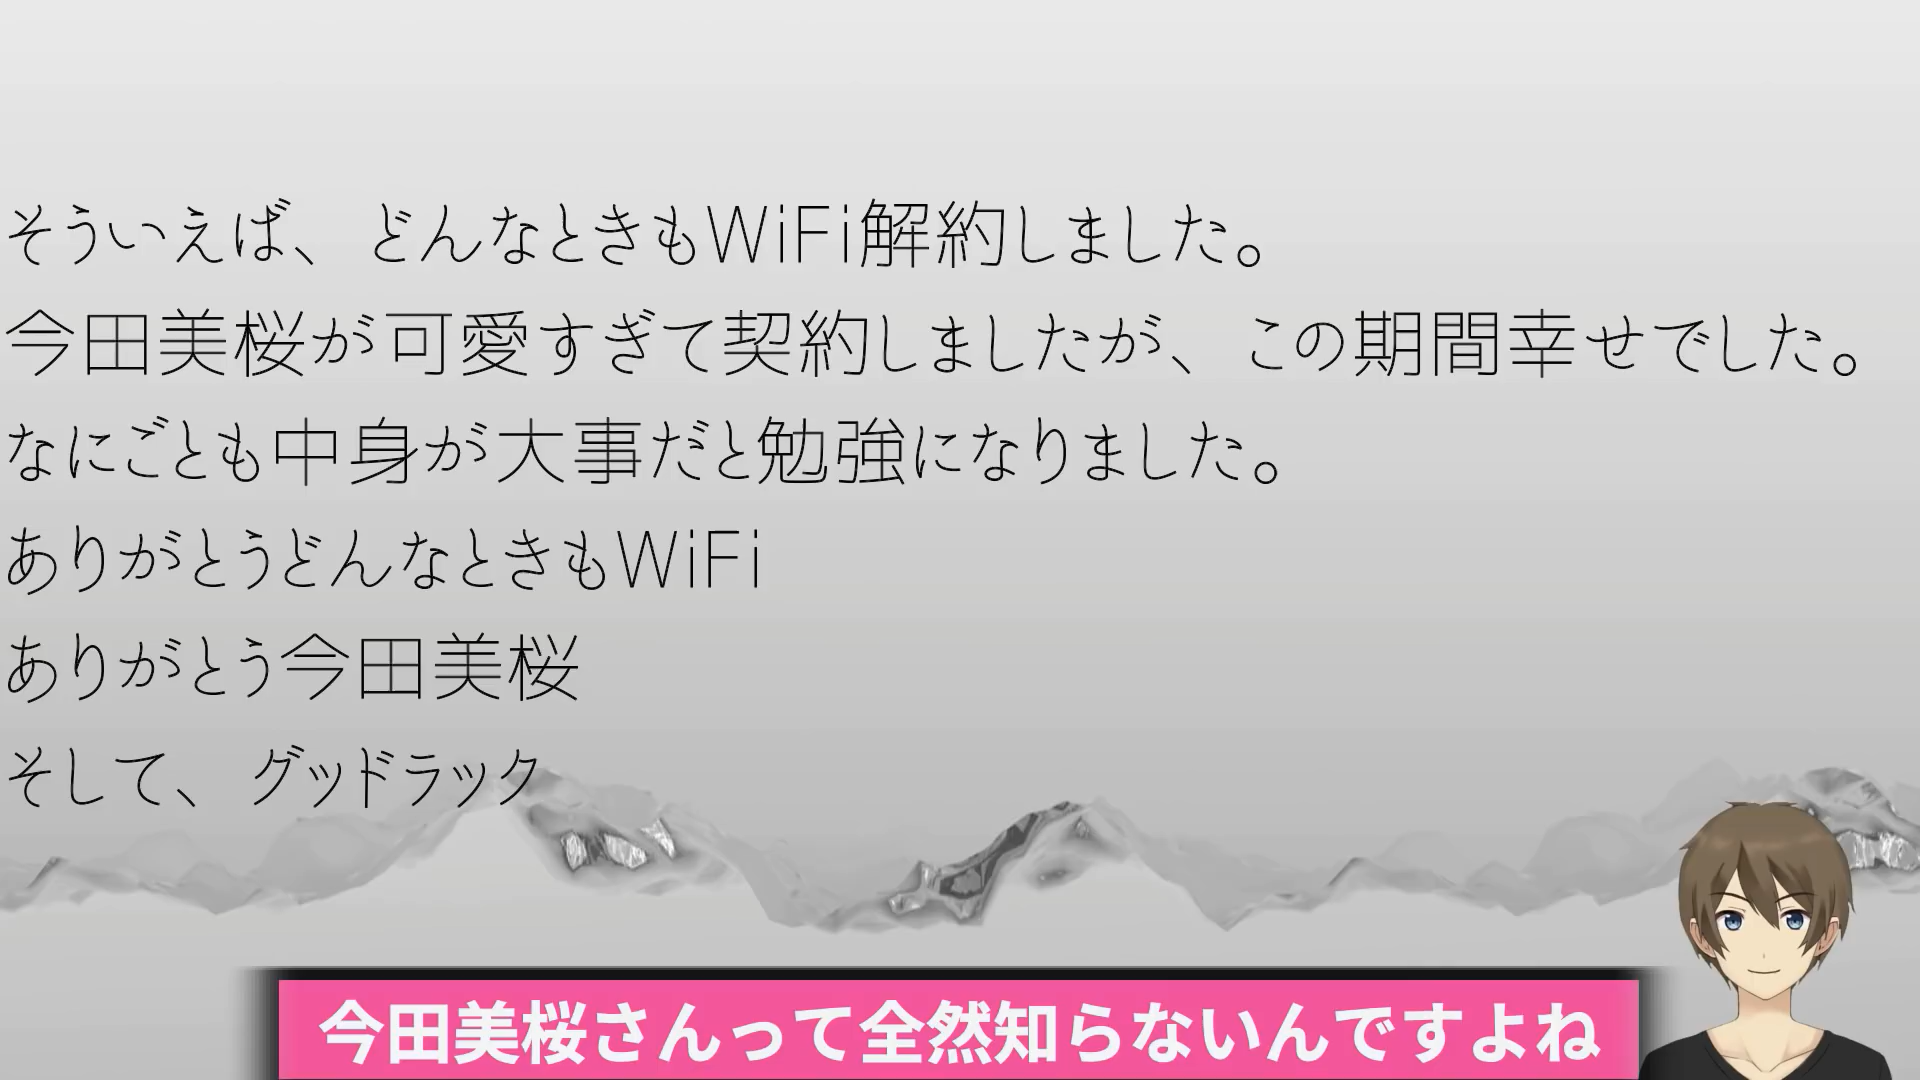 そういえば、どんなときもWiFi解約しました。
今田美桜が可愛すぎて契約しましたが、この期間幸せでした。
なにごとも中身が大事だと勉強になりました。
ありがとうどんなときもWiFi
ありがとう今田美桜
そして、グッドラック
今田美桜さんって全然知らないんですよね